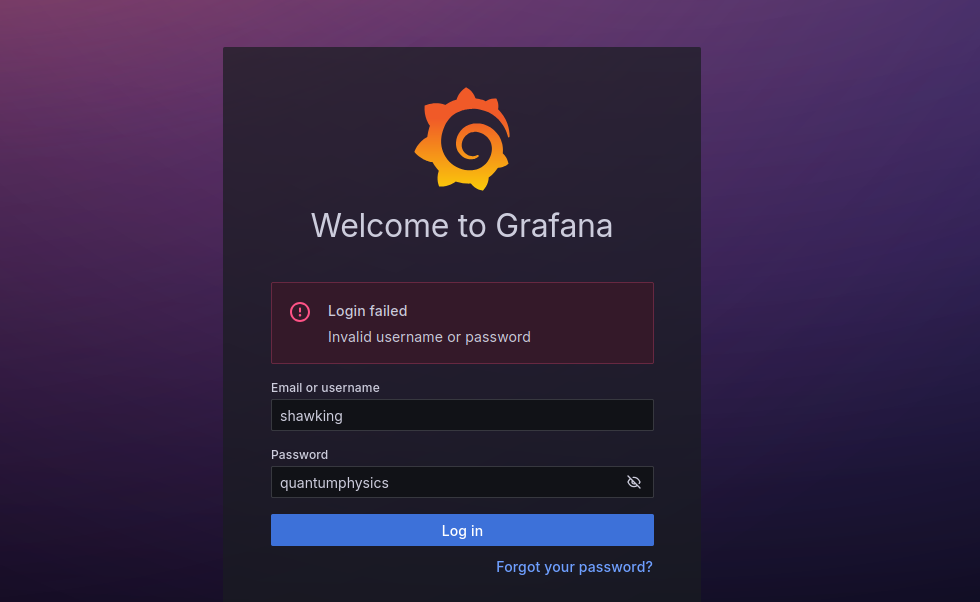 Welcome to Grafana
Login failed
Invalid username or password
Email or username
shawking
Password
quantumphysics
Log in
Forgot your password?